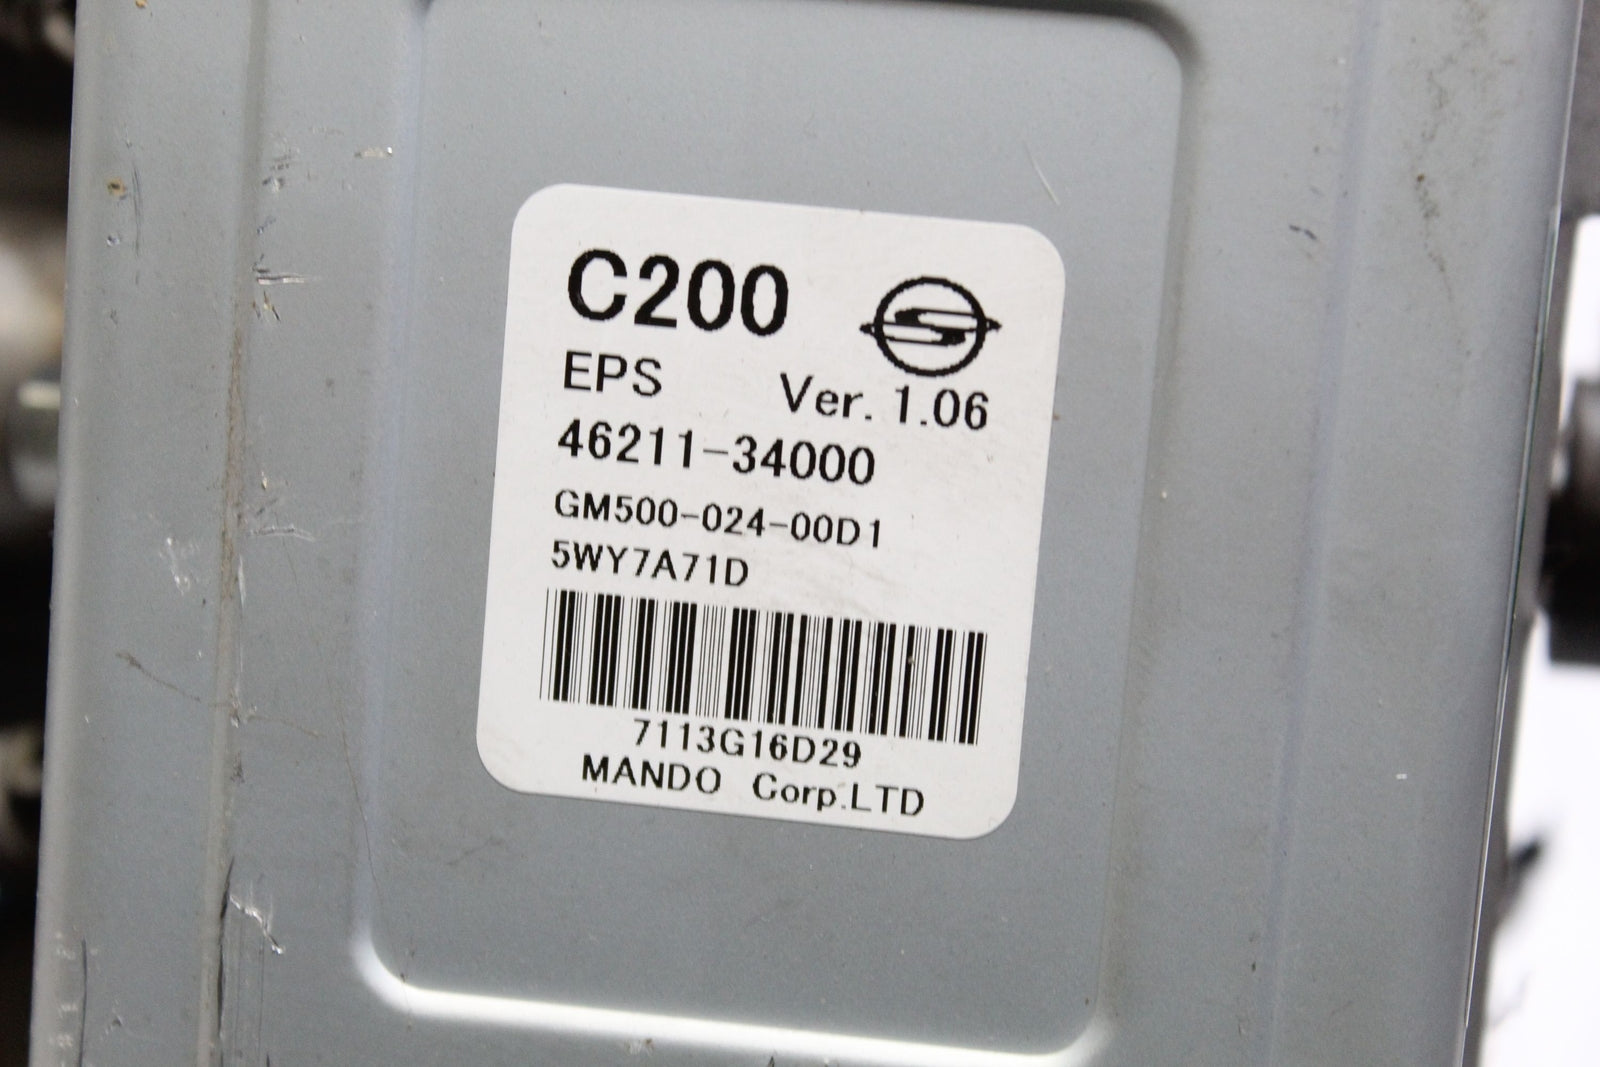 C200
EPS Ver. 1.06
46211-34000
GM500-024-00D1
5WY7A71D
7113G16D29
MANDO Corp.LTD